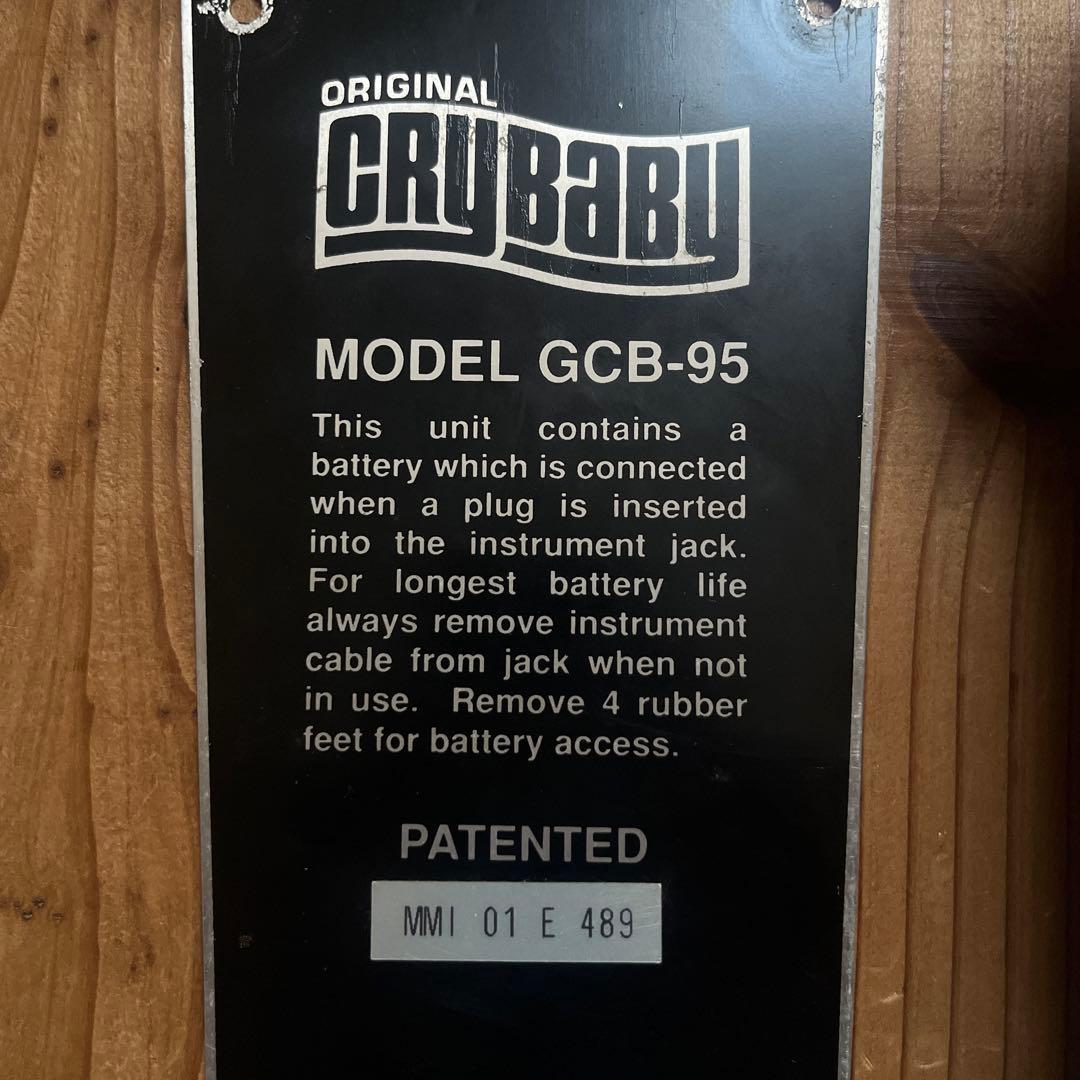 ORIGINAL
CRYBABY
MODEL GCB-95
This unit contains a
battery which is connected
when a plug is inserted
into the instrument jack.
For longest battery life
always remove instrument
cable from jack when not
in use. Remove 4 rubber
feet for battery access.
PATENTED
MMI 01 E 489